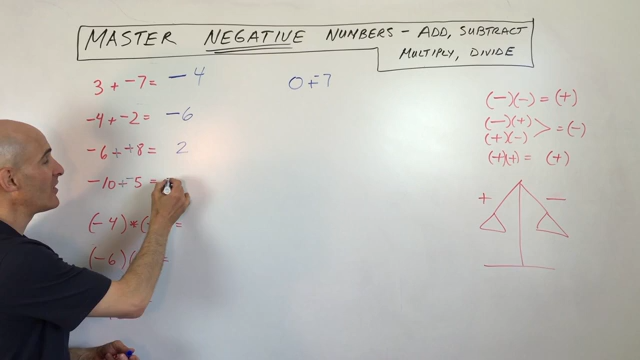 MASTER NEGATIVE NUMBERS - ADD, SUBTRACT
MULTIPLY, DIVIDE
3 + -7 = -4
0 + -7
-4 + -2 = -6
-6 + +8 = 2
-10 + +5 =
(-4) * (
(-6)(
=
(-)(-) = (+)
(-)(+)
(+)(-) > = (-)
(+)(+) = (+)
+ -